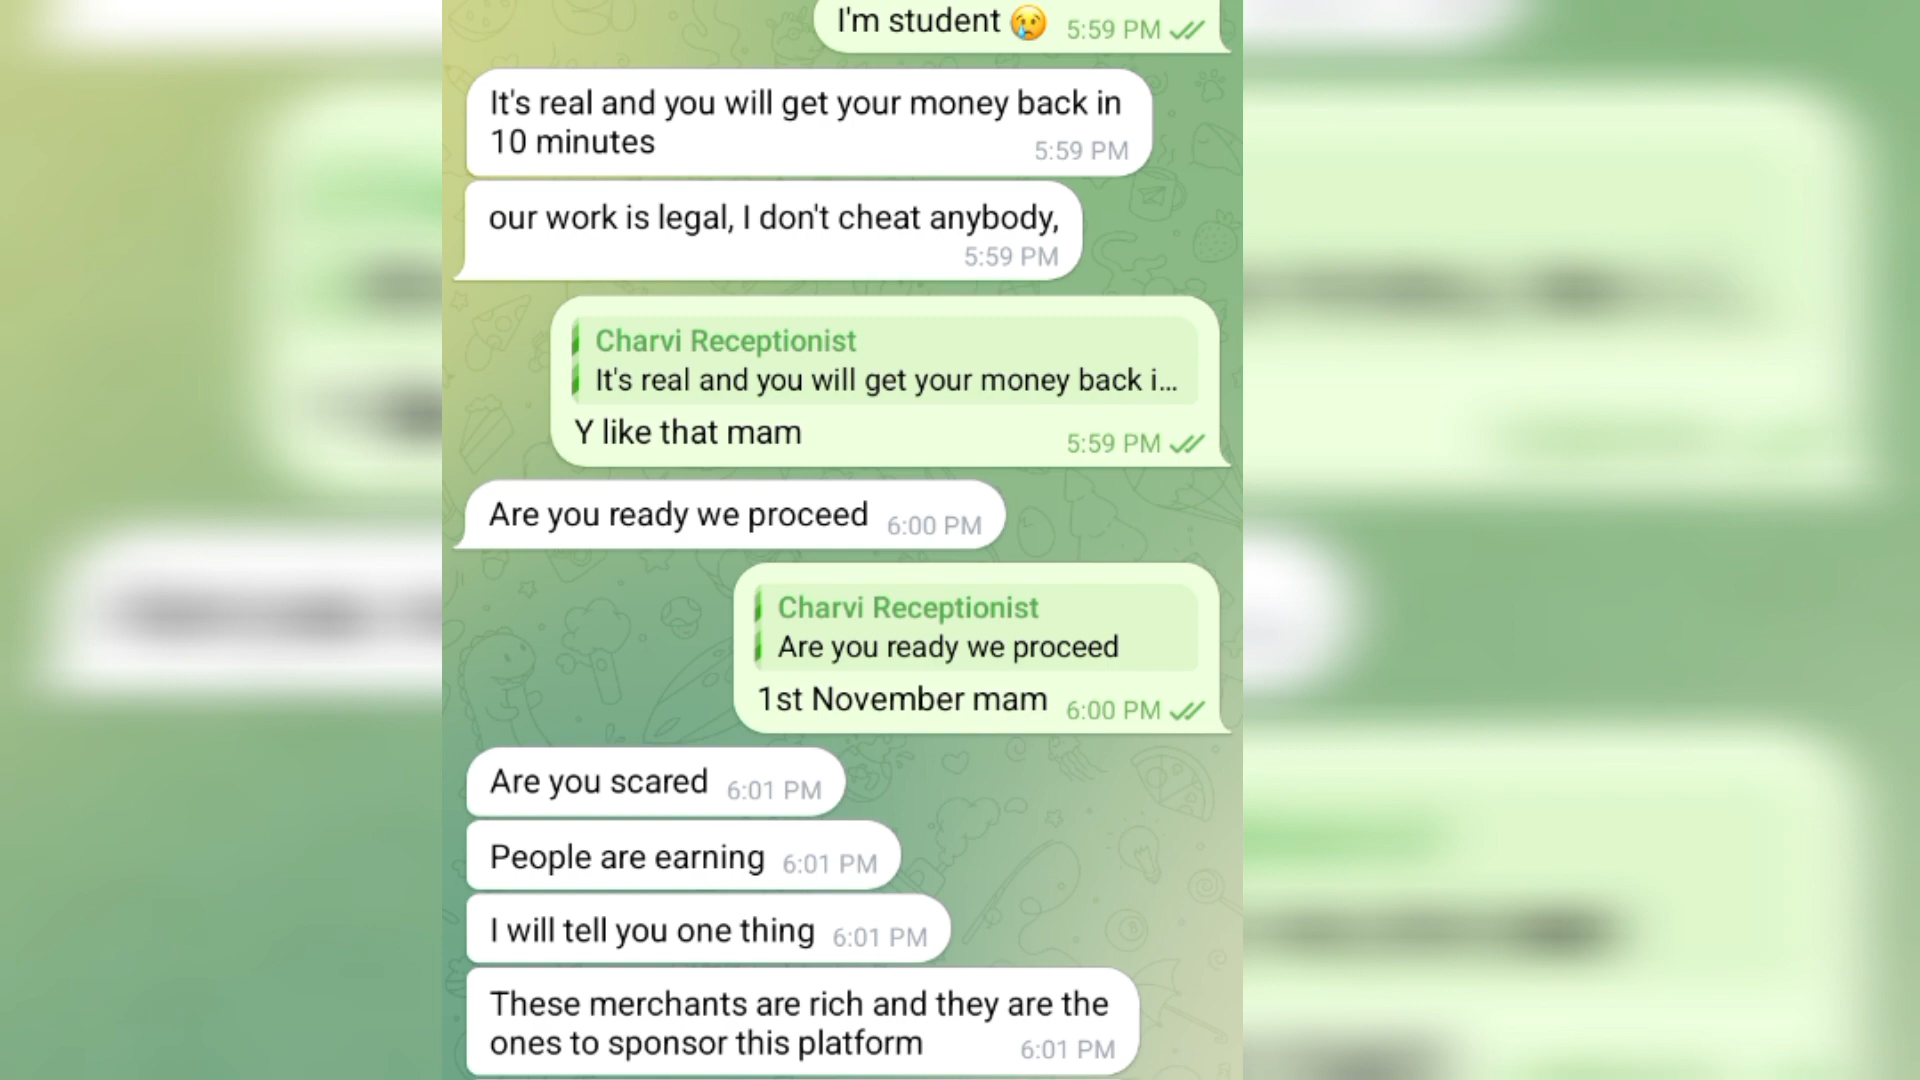 I'm student 😢 5:59 PM
It's real and you will get your money back in
10 minutes 5:59 PM
our work is legal, I don't cheat anybody,
5:59 PM
Charvi Receptionist
It's real and you will get your money back i...
Y like that mam 5:59 PM
Are you ready we proceed 6:00 PM
Charvi Receptionist
Are you ready we proceed
1st November mam 6:00 PM
Are you scared 6:01 PM
People are earning 6:01 PM
I will tell you one thing 6:01 PM
These merchants are rich and they are the
ones to sponsor this platform 6:01 PM